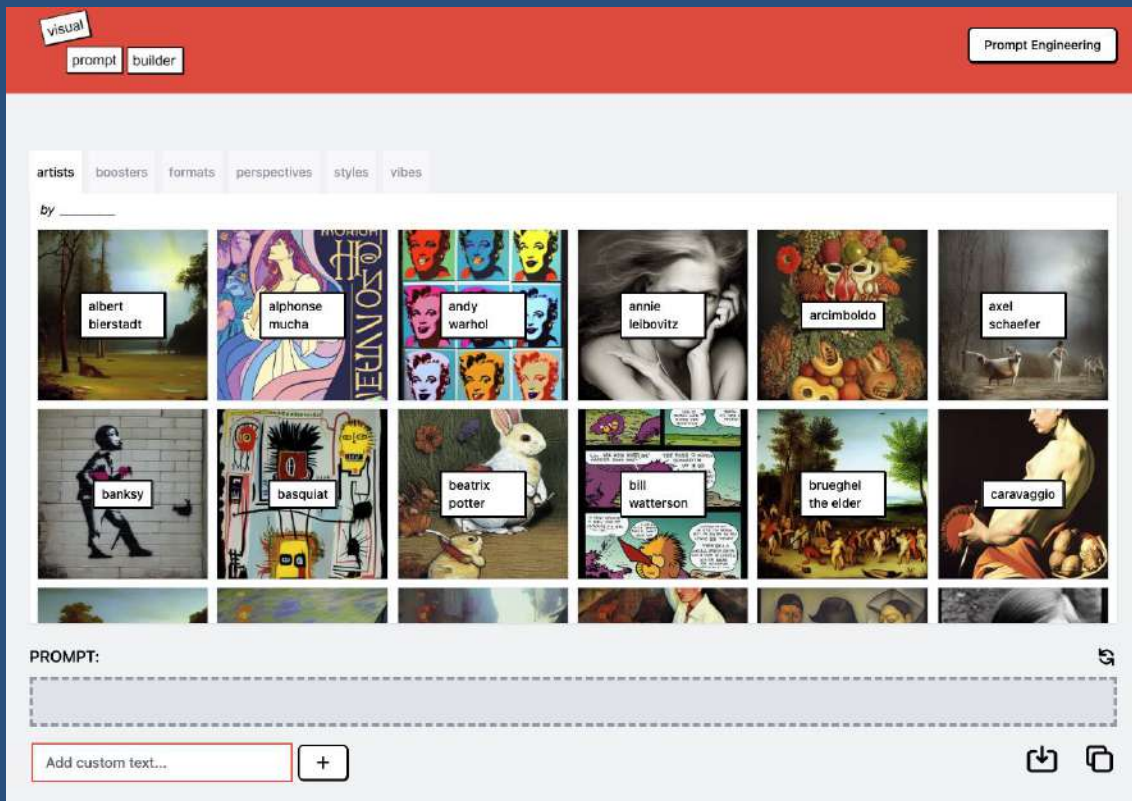 visual
prompt builder
Prompt Engineering
artists boosters formats perspectives styles vibes
by ________
albert
bierstadt
alphonse
mucha
andy
warhol
annie
leibovitz
arcimboldo
axel
schaefer
banksy
basquiat
beatrix
potter
bill
watterson
brueghel
the elder
caravaggio
PROMPT:
Add custom text...
+